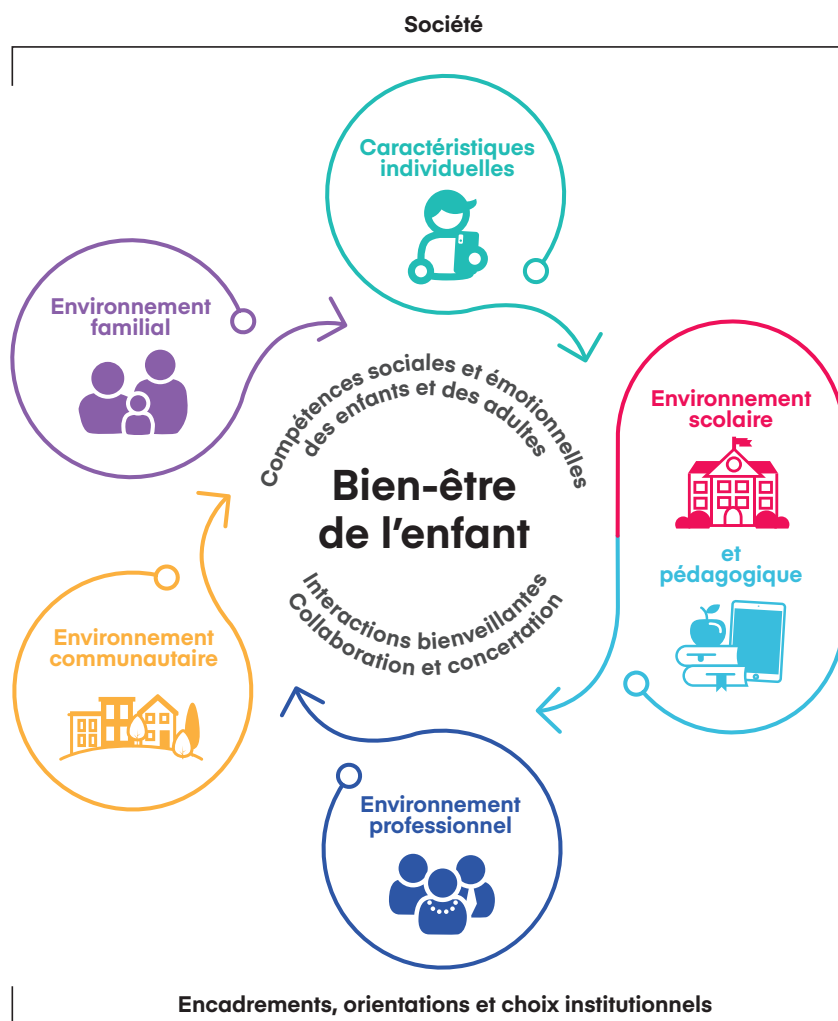 Société
Caractéristiques
individuelles
Environnement
familial
Compétences sociales et émotionnelles
des enfants et des adultes
Environnement
scolaire
et
pédagogique
Bien-être
de l'enfant
Interactions bienveillantes
Collaboration et concertation
Environnement
communautaire
Environnement
professionnel
Encadrements, orientations et choix institutionnels